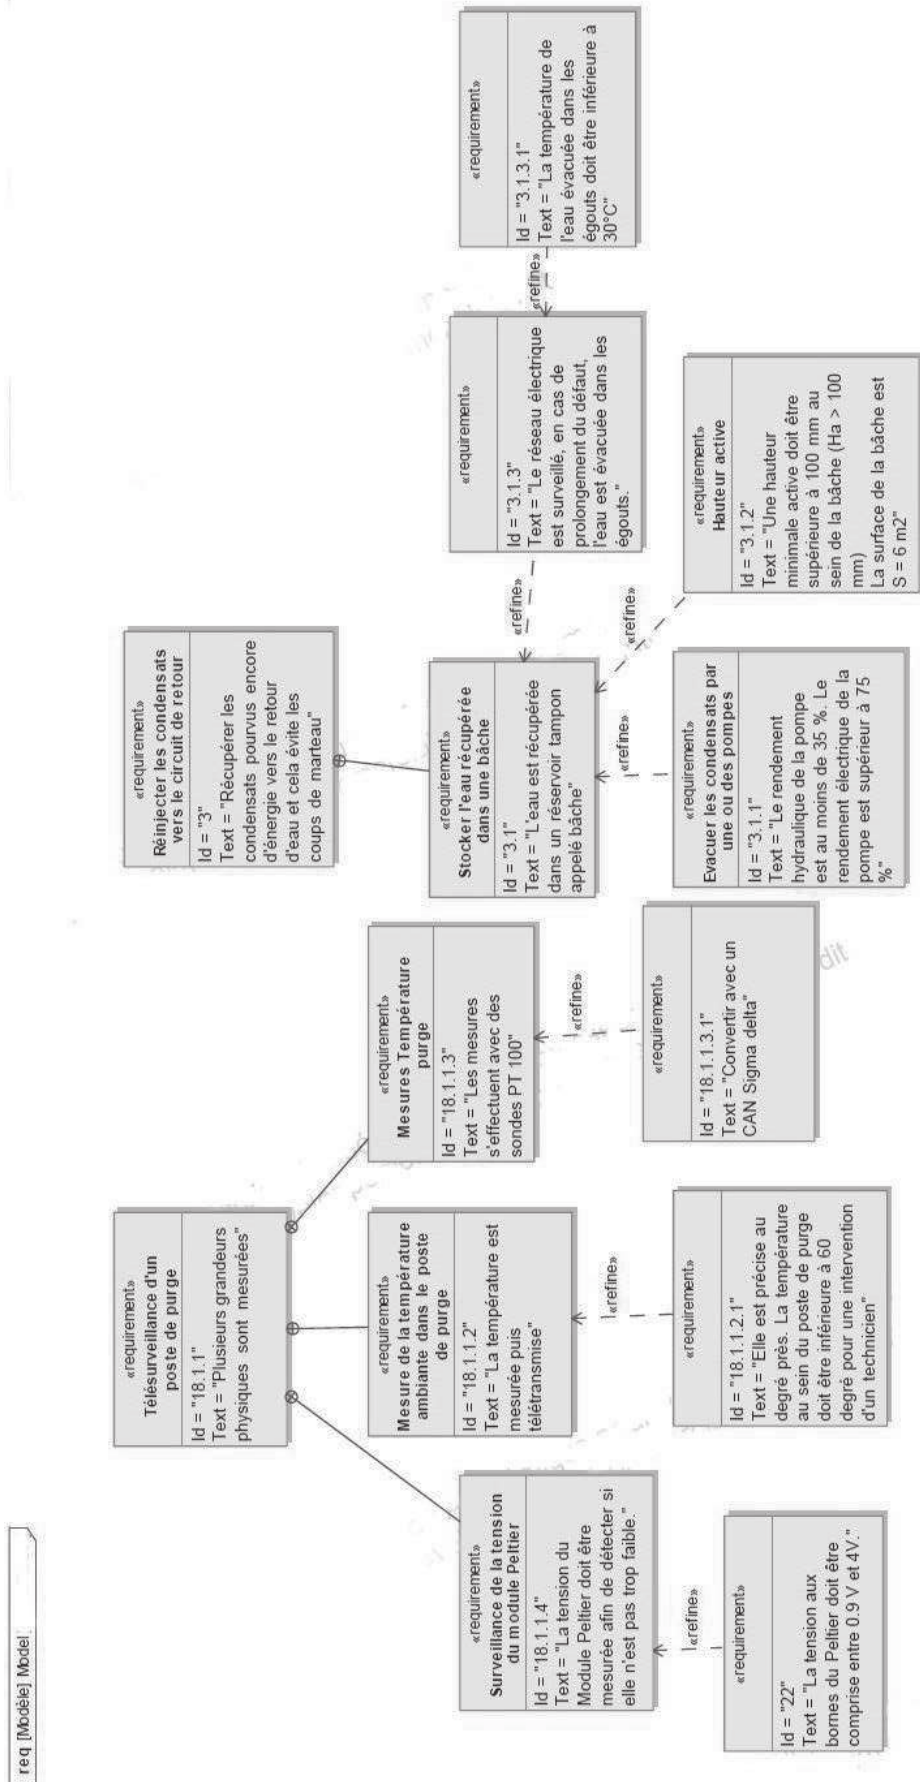 req [Modèle] Model
«requirement»
Télésurveillance d'un
poste de purge
Id = "18.1.1"
Text = "Plusieurs grandeurs
physiques sont mesurées"
«requirement»
Réinjecter les condensats
vers le circuit de retour
Id = "3"
Text = "Récupérer les
condensats pourvus encore
d'énergie vers le retour
d'eau et cela évite les
coups de marteau"
«requirement»
Surveillance de la tension
du module Peltier
Id = "18.1.1.4"
Text = "La tension du
Module Peltier doit être
mesurée afin de détecter si
elle n'est pas trop faible."
«requirement»
Mesure de la température
ambiante dans le poste
de purge
Id = "18.1.1.2"
Text = "La température est
mesurée puis
télétransmise"
«requirement»
Mesures Température
purge
Id = "18.1.1.3"
Text = "Les mesures
s'effectuent avec des
sondes PT 100"
«requirement»
Stocker l'eau récupérée
dans une bâche
Id = "3.1"
Text = "L'eau est récupérée
dans un réservoir tampon
appelé bâche"
«refine»
«requirement»
Id = "3.1.3"
Text = "Le réseau électrique
est surveillé, en cas de
prolongement du défaut,
l'eau est évacuée dans les
égouts."
«refine»
«requirement»
Id = "3.1.3.1"
Text = "La température de
l'eau évacuée dans les
égouts doit être inférieure à
30°C"
«refine»
«refine»
«refine»
«refine»
«refine»
«requirement»
Id = "22"
Text = "La tension aux
bornes du Peltier doit être
comprise entre 0.9 V et 4V."
«requirement»
Id = "18.1.1.2.1"
Text = "Elle est précise au
degré près. La température
au sein du poste de purge
doit être inférieure à 60
degré pour une intervention
d'un technicien"
«requirement»
Id = "18.1.1.3.1"
Text = "Convertir avec un
CAN Sigma delta"
«requirement»
Evacuer les condensats par
une ou des pompes
Id = "3.1.1"
Text = "Le rendement
hydraulique de la pompe
est au moins de 35 %. Le
rendement électrique de la
pompe est supérieur à 75
%"
«requirement»
Hauteur active
Id = "3.1.2"
Text = "Une hauteur
minimale active doit être
supérieure à 100 mm au
sein de la bâche (Ha > 100
mm)
La surface de la bâche est
S = 6 m2"
dit